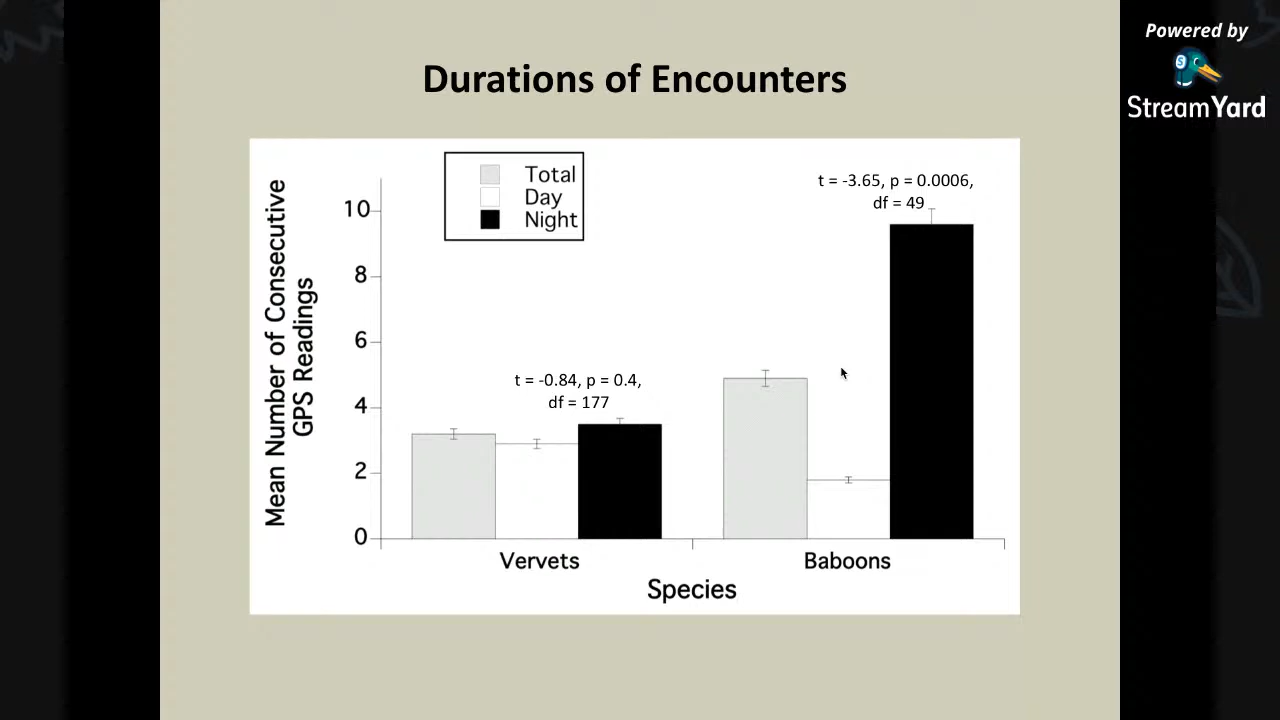 Powered by
StreamYard
Durations of Encounters
Total
Day
Night
t = -3.65, p = 0.0006,
df = 49
t = -0.84, p = 0.4,
df = 177
Mean Number of Consecutive
GPS Readings
10
8
6
4
2
0
Vervets
Baboons
Species